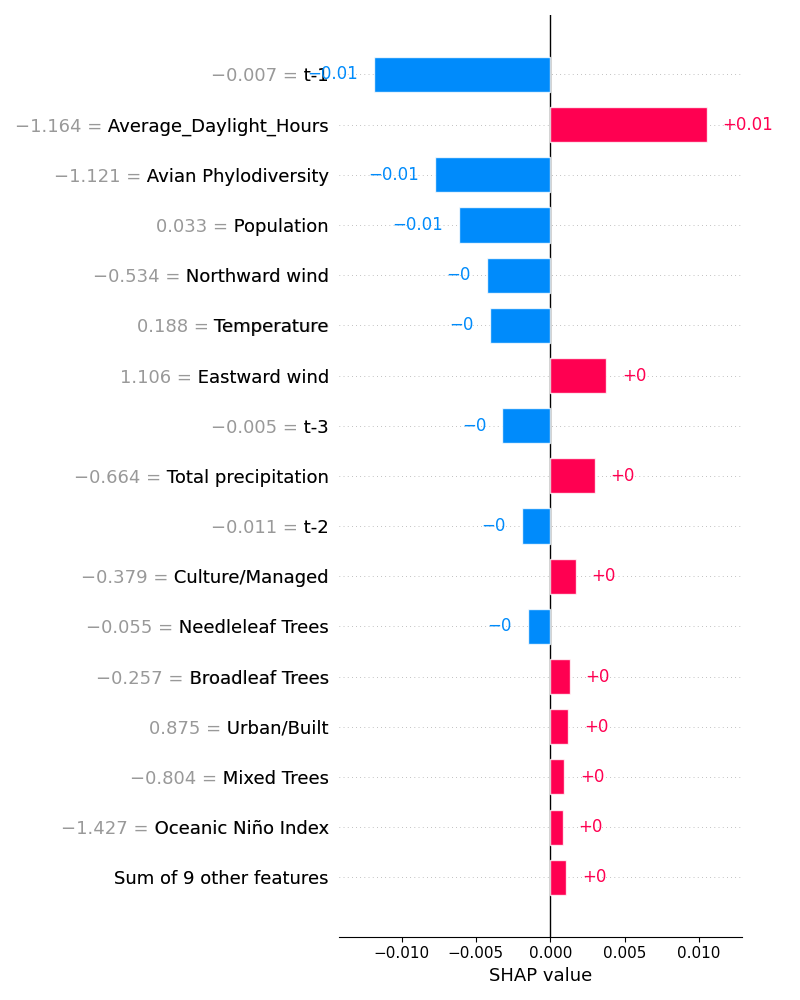 −0.007 = t-1 −0.01
−1.164 = Average_Daylight_Hours +0.01
−1.121 = Avian Phylodiversity −0.01
0.033 = Population −0.01
−0.534 = Northward wind −0
0.188 = Temperature −0
1.106 = Eastward wind +0
−0.005 = t-3 −0
−0.664 = Total precipitation +0
−0.011 = t-2 −0
−0.379 = Culture/Managed +0
−0.055 = Needleleaf Trees −0
−0.257 = Broadleaf Trees +0
0.875 = Urban/Built +0
−0.804 = Mixed Trees +0
−1.427 = Oceanic Niño Index +0
Sum of 9 other features +0
−0.010 −0.005 0.000 0.005 0.010
SHAP value